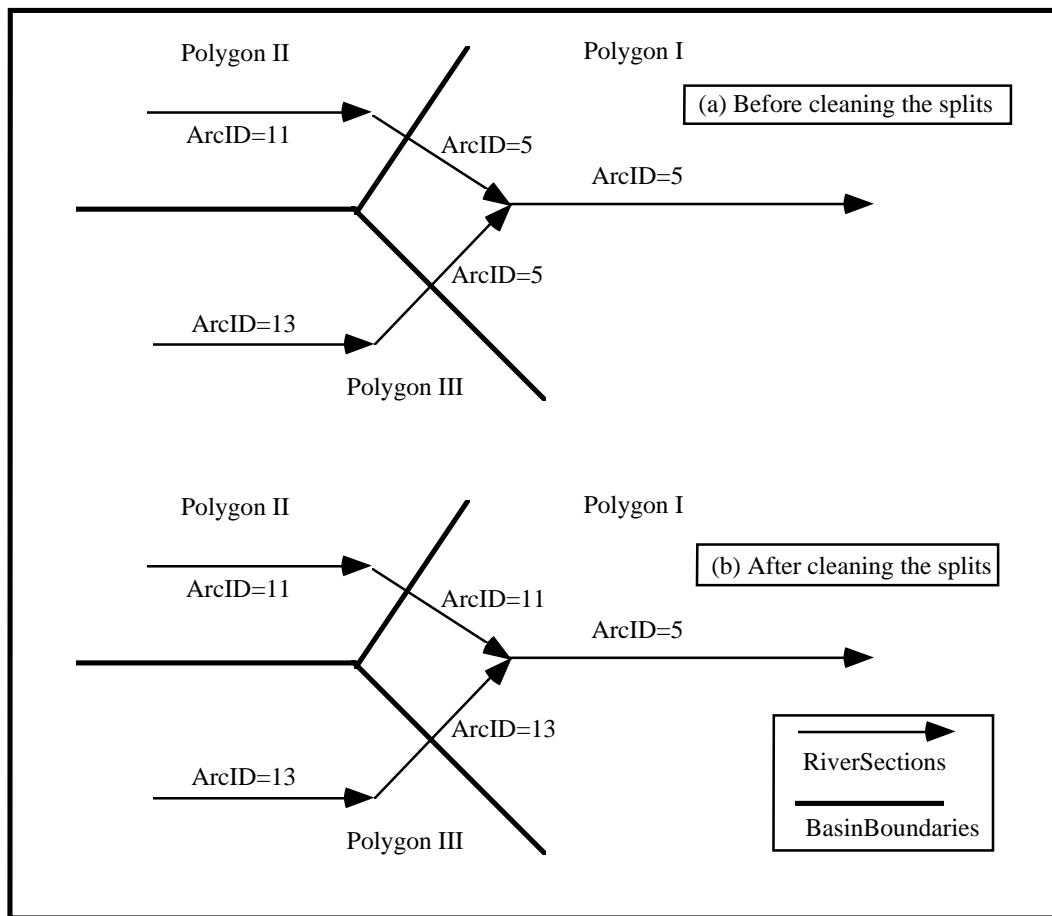 Polygon II
Polygon I
(a) Before cleaning the splits
ArcID=11
ArcID=5
ArcID=5
ArcID=5
ArcID=13
Polygon III
Polygon II
Polygon I
(b) After cleaning the splits
ArcID=11
ArcID=11
ArcID=5
ArcID=13
ArcID=13
RiverSections
Polygon III
BasinBoundaries